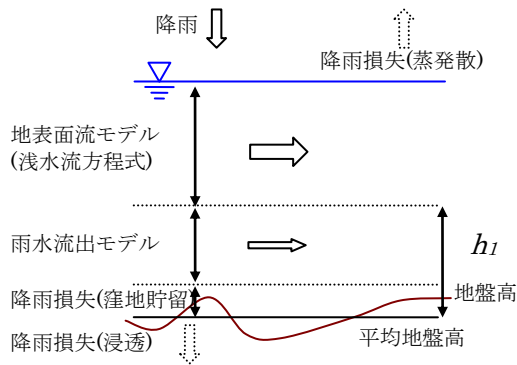 降雨
降雨損失(蒸発散)
地表面流モデル
(浅水流方程式)
雨水流出モデル
h1
降雨損失(窪地貯留)
地盤高
降雨損失(浸透)
平均地盤高